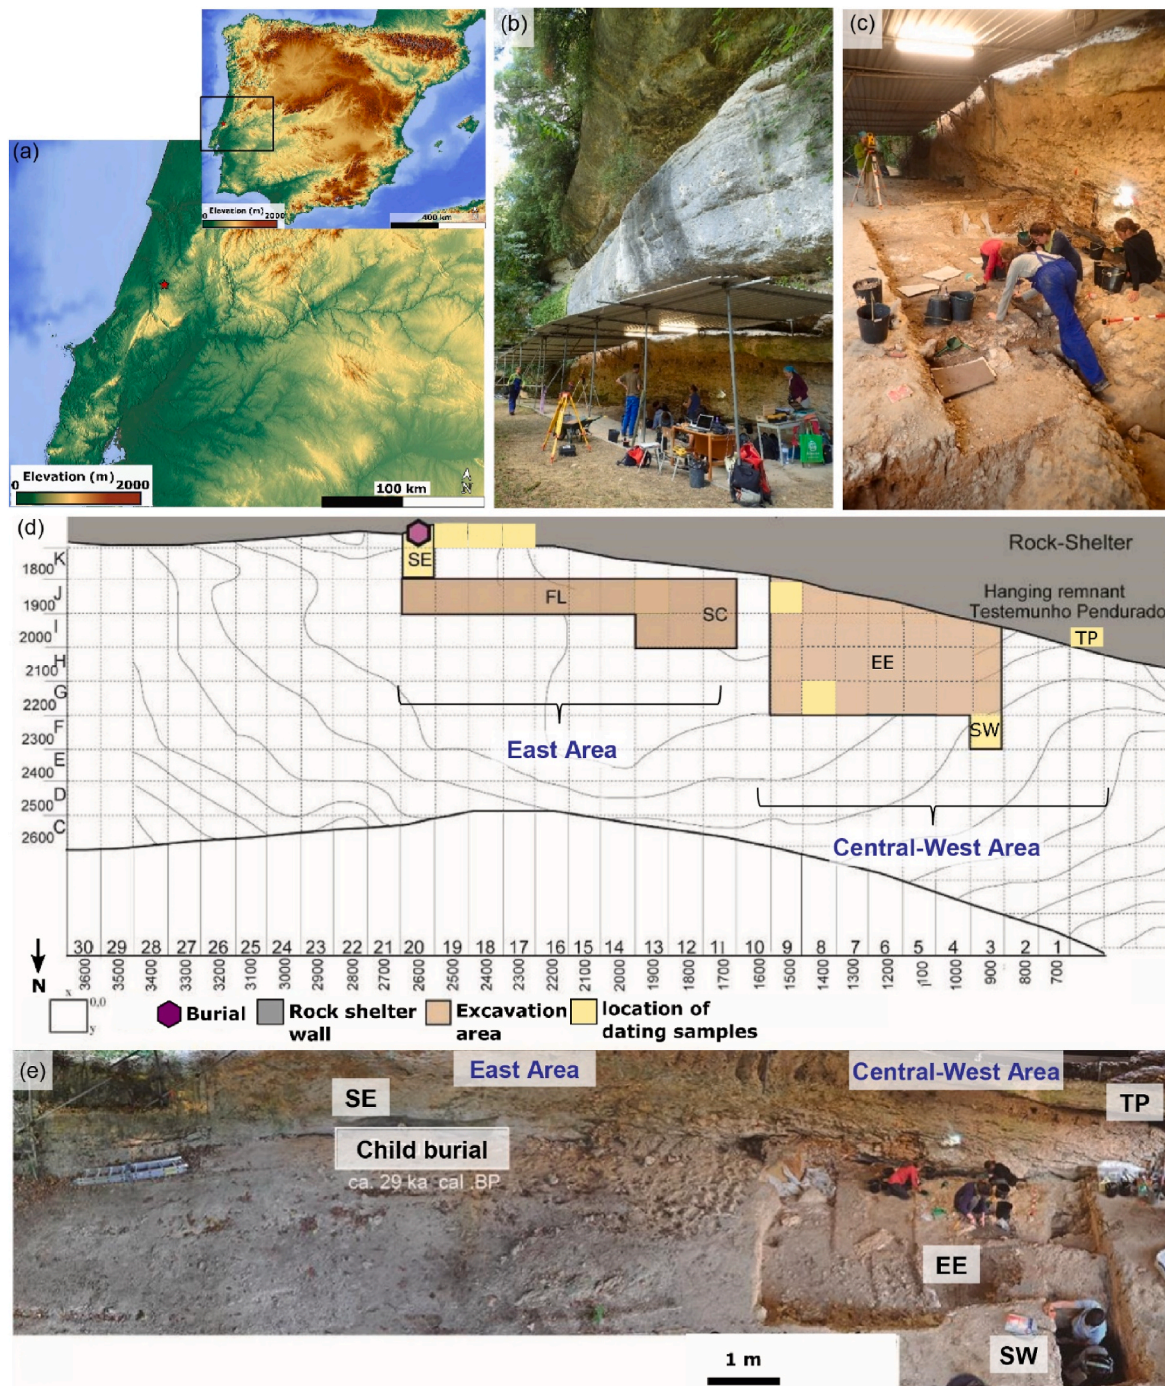 (a)
Elevation (m)
0 2000
400 km
Elevation (m)
0 2000
100 km
N
(b)
(c)
(d)
Rock-Shelter
Hanging remnant
Testemunho Pendurado
TP
SE
FL
SC
EE
SW
K
1800
J
1900
I
2000
H
2100
G
2200
F
2300
E
2400
D
2500
C
2600
East Area
Central-West Area
30 29 28 27 26 25 24 23 22 21 20 19 18 17 16 15 14 13 12 11 10 9 8 7 6 5 4 3 2 1
3600 3500 3400 3300 3200 3100 3000 2900 2800 2700 2600 2500 2400 2300 2200 2100 2000 1900 1800 1700 1600 1500 1400 1300 1200 1100 1000 9000 8000 700
N
x 0,0
y
Burial
Rock shelter
wall
Excavation
area
location of
dating samples
(e)
East Area
Central-West Area
SE
TP
Child burial
ca. 29 ka cal .BP
EE
SW
1 m